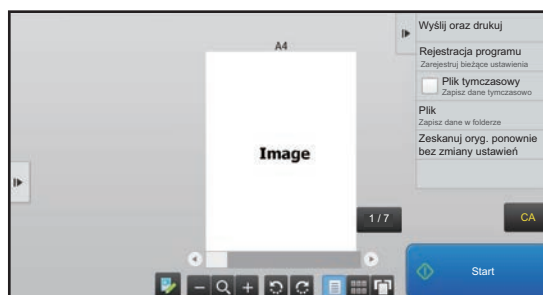 A4
Image
1 / 7
Wyślij oraz drukuj
Rejestracja programu
Zarejestruj bieżące ustawienia
Plik tymczasowy
Zapisz dane tymczasowo
Plik
Zapisz dane w folderze
Zeskanuj oryg. ponownie
bez zmiany ustawień
CA
Start